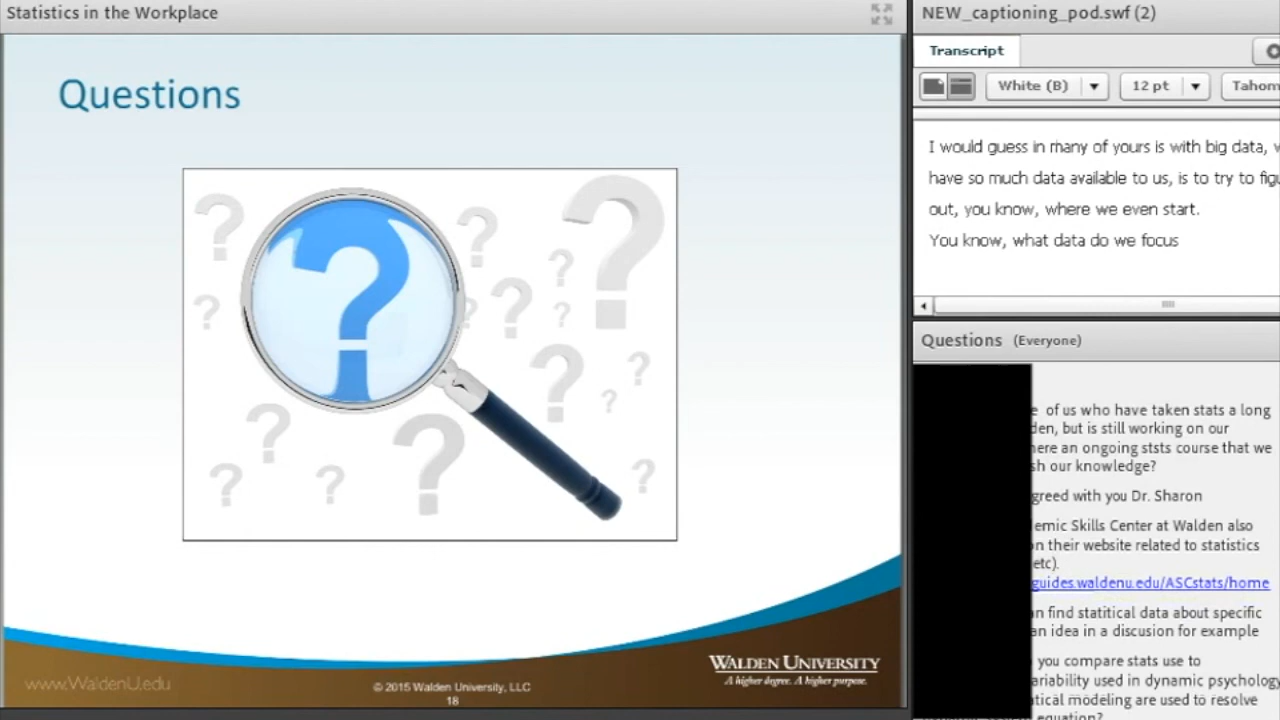 Statistics in the Workplace
Questions
www.WaldenU.edu
© 2015 Walden University, LLC
18
WALDEN UNIVERSITY
A higher degree. A higher purpose.
NEW_captioning_pod.swf (2)
Transcript
White (B)
12 pt
Tahom
I would guess in many of yours is with big data, w
have so much data available to us, is to try to figu
out, you know, where we even start.
You know, what data do we focus
Questions (Everyone)
of us who have taken stats a long
den, but is still working on our
here an ongoing ststs course that we
sh our knowledge?
greed with you Dr. Sharon
demic Skills Center at Walden also
on their website related to statistics
etc).
guides.waldenu.edu/ASCstats/home
an find statitical data about specific
an idea in a discusion for example
you compare stats use to
ariability used in dynamic psychology
tical modeling are used to resolve
equation?